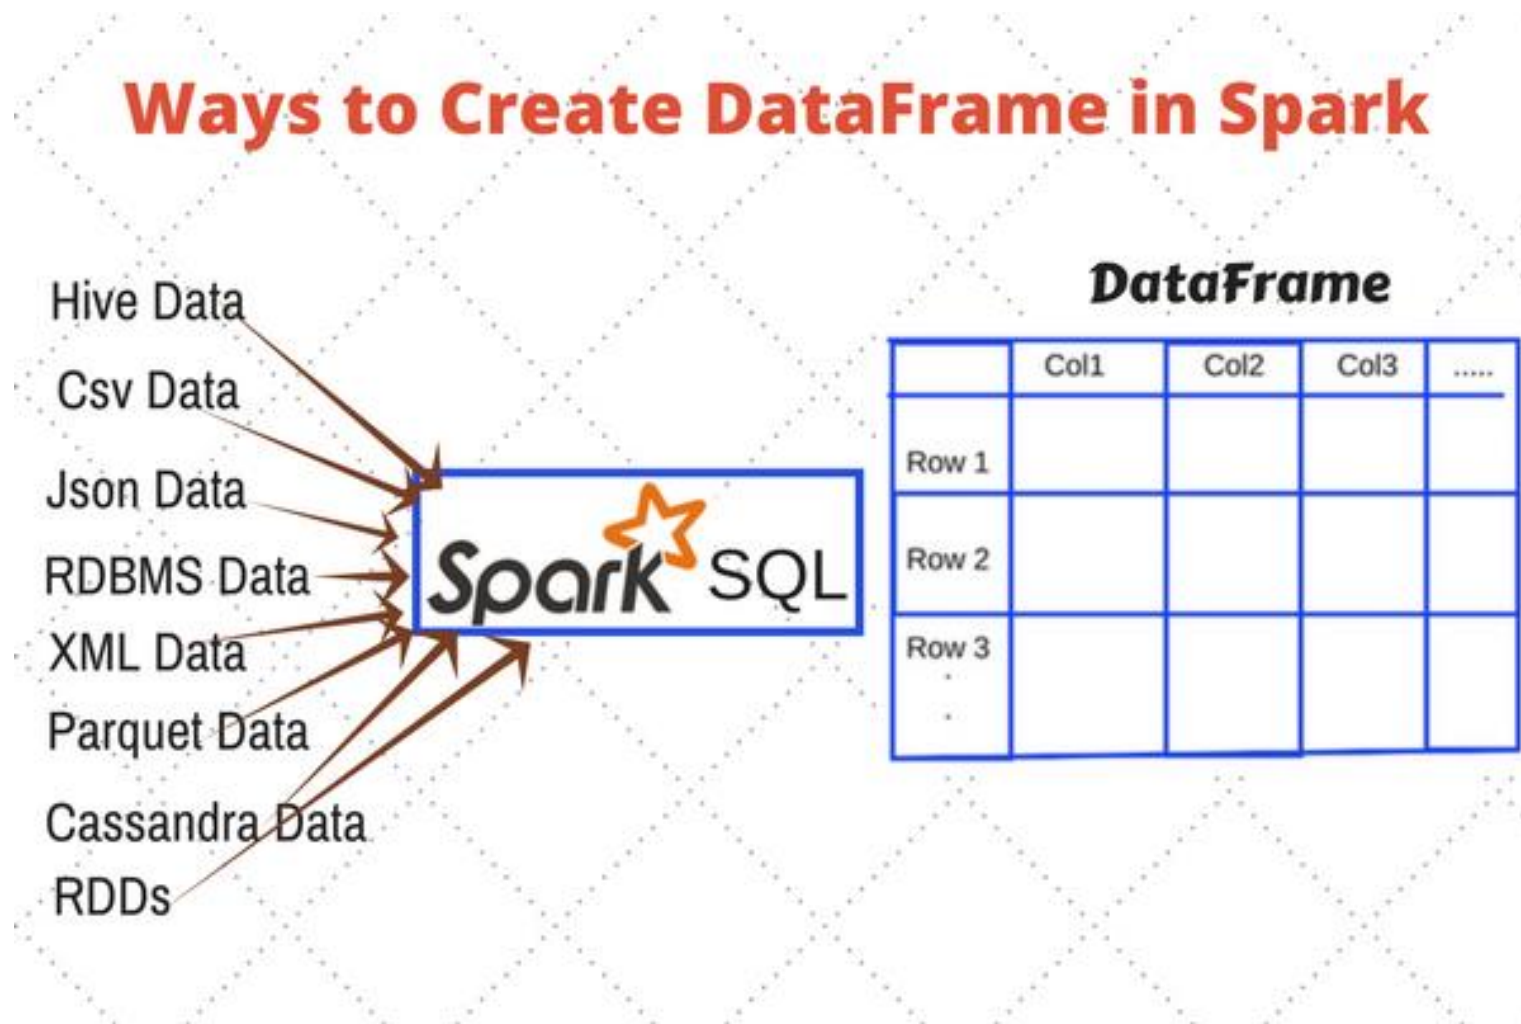 Ways to Create DataFrame in Spark
Hive Data
Csv Data
Json Data
RDBMS Data
XML Data
Parquet Data
Cassandra Data
RDDs
Spark SQL
DataFrame
Col1 Col2 Col3 .....
Row 1
Row 2
Row 3
.
.